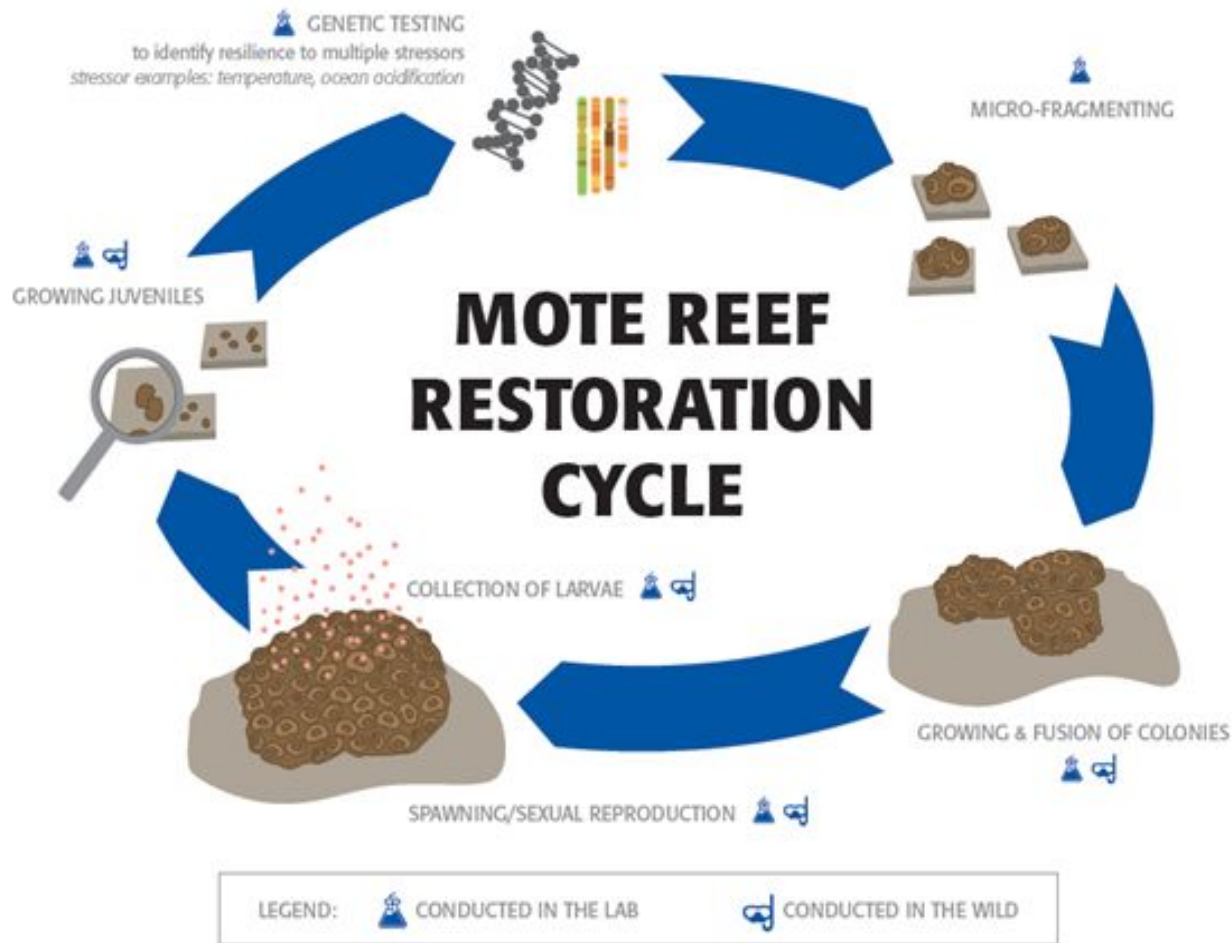 GENETIC TESTING
to identify resilience to multiple stressors
stressor examples: temperature, ocean acidification
MICRO-FRAGMENTING
GROWING JUVENILES
MOTE REEF
RESTORATION
CYCLE
COLLECTION OF LARVAE
GROWING & FUSION OF COLONIES
SPAWNING/SEXUAL REPRODUCTION
LEGEND: CONDUCTED IN THE LAB CONDUCTED IN THE WILD